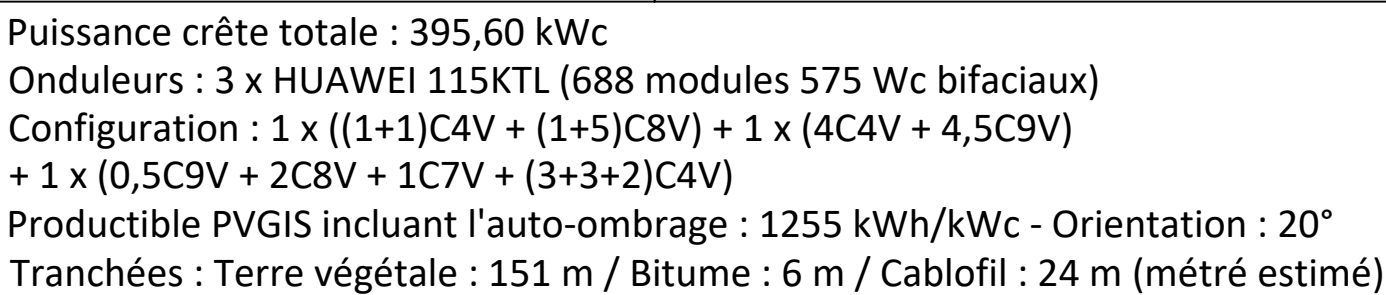 Puissance crête totale : 395,60 kWc
Onduleurs : 3 x HUAWEI 115KTL (688 modules 575 Wc bifaciaux)
Configuration : 1 x ((1+1)C4V + (1+5)C8V) + 1 x (4C4V + 4,5C9V)
+ 1 x (0,5C9V + 2C8V + 1C7V + (3+3+2)C4V)
Productible PVGIS incluant l'auto-ombrage : 1255 kWh/kWc - Orientation : 20°
Tranchées : Terre végétale : 151 m / Bitume : 6 m / Cablofil : 24 m (métré estimé)